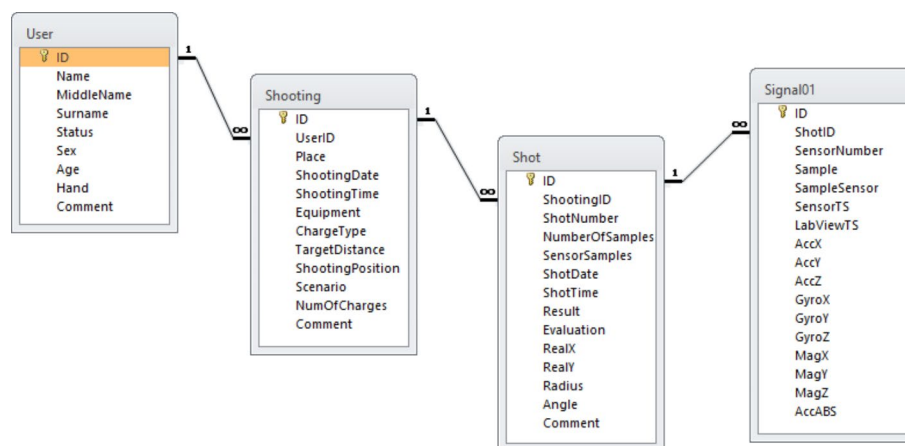 User
ID
Name
MiddleName
Surname
Status
Sex
Age
Hand
Comment
1
∞
Shooting
ID
UserID
Place
ShootingDate
ShootingTime
Equipment
ChargeType
TargetDistance
ShootingPosition
Scenario
NumOfCharges
Comment
1
∞
Shot
ID
ShootingID
ShotNumber
NumberOfSamples
SensorSamples
ShotDate
ShotTime
Result
Evaluation
RealX
RealY
Radius
Angle
Comment
1
∞
Signal01
ID
ShotID
SensorNumber
Sample
SampleSensor
SensorTS
LabViewTS
AccX
AccY
AccZ
GyroX
GyroY
GyroZ
MagX
MagY
MagZ
AccABS